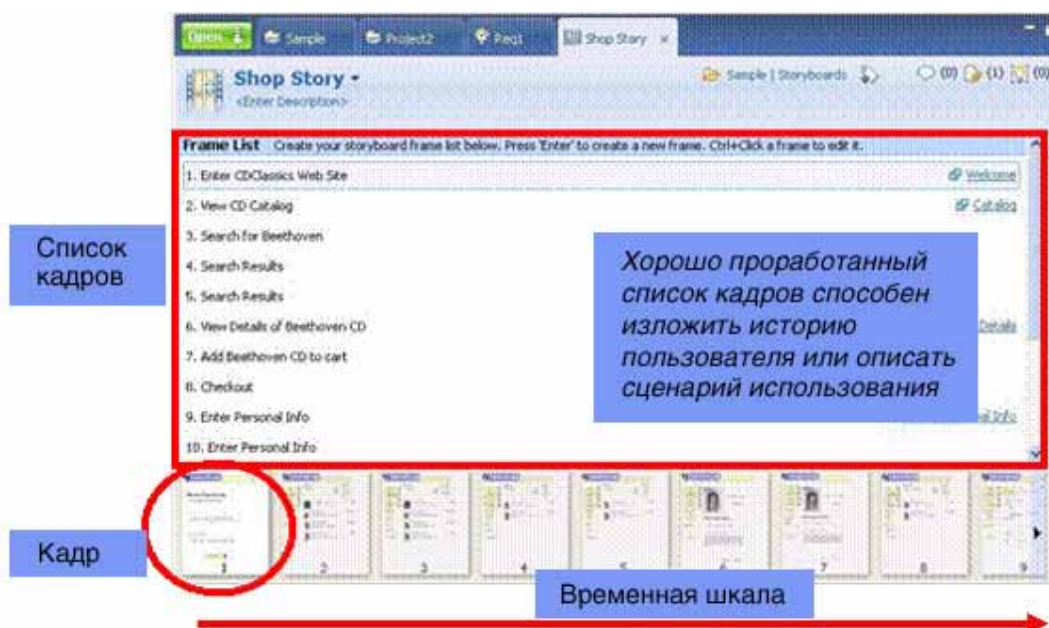 Open
Sample
Project2
Req1
Shop Story
Shop Story
<Enter Description>
Sample | Storyboards
(0)
(1)
(0)
Frame List Create your storyboard frame list below. Press 'Enter' to create a new frame. Ctrl+Click a frame to edit it.
1. Enter CDClassics Web Site
Welcome
2. View CD Catalog
Catalog
3. Search for Beethoven
4. Search Results
5. Search Results
6. View Details of Beethoven CD
Details
7. Add Beethoven CD to cart
8. Checkout
9. Enter Personal Info
Info
10. Enter Personal Info
Список
кадров
Хорошо проработанный
список кадров способен
изложить историю
пользователя или описать
сценарий использования
Кадр
1
2
3
4
5
6
7
8
9
Временная шкала